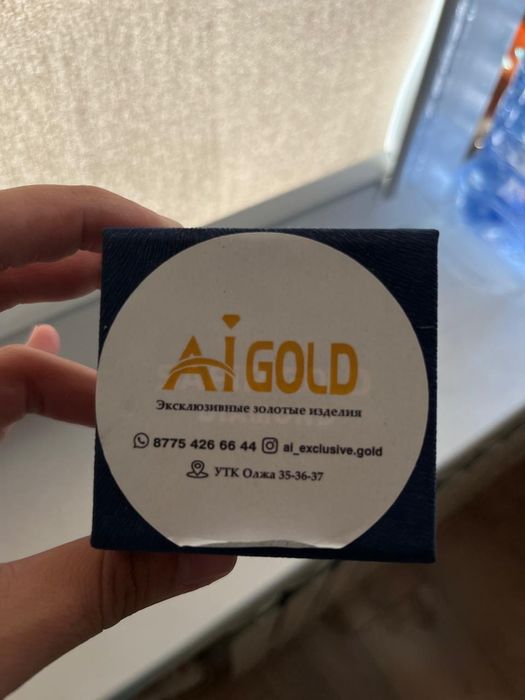 Ai GOLD
Эксклюзивные золотые изделия
8775 426 66 44 ai_exclusive.gold
УТК Олжа 35-36-37